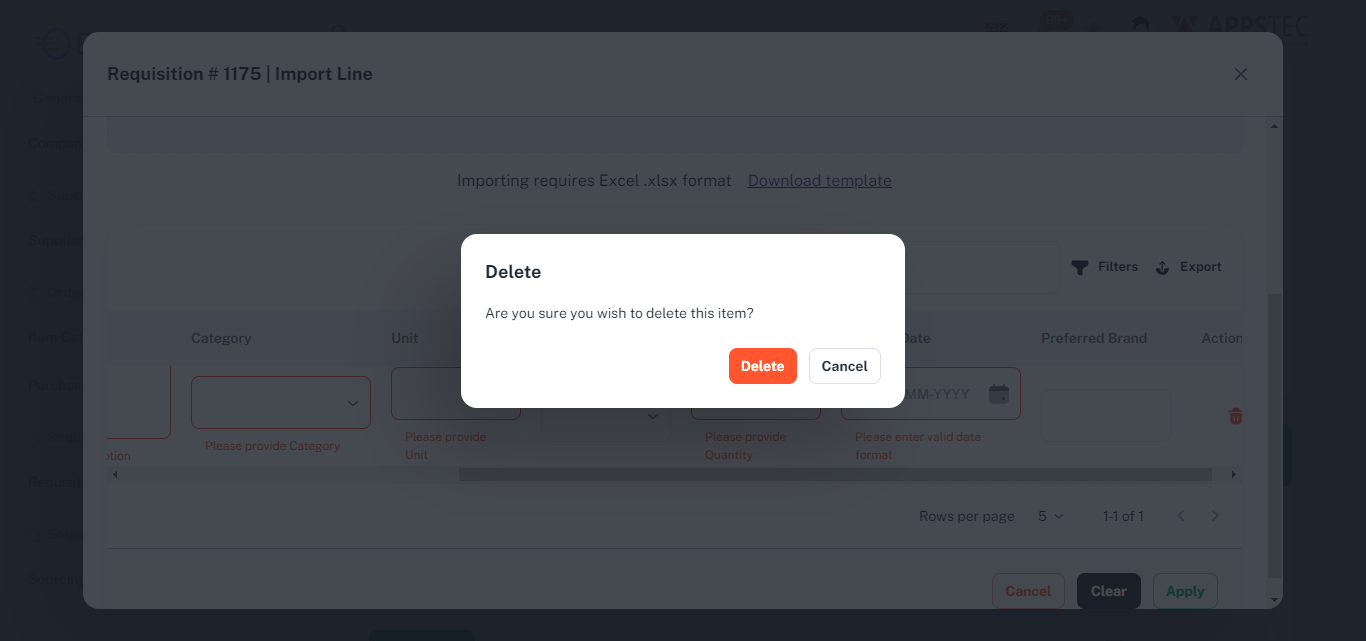 99+
APPSTEC
Requisition # 1175 | Import Line
Importing requires Excel .xlsx format Download template
Filters Export
Category Unit Date Preferred Brand Action
MM-YYYY
Please provide Category
Please provide
Unit
Please provide
Quantity
Please enter valid date
format
Delete
Are you sure you wish to delete this item?
Delete Cancel
Rows per page 5 1-1 of 1
Cancel Clear Apply